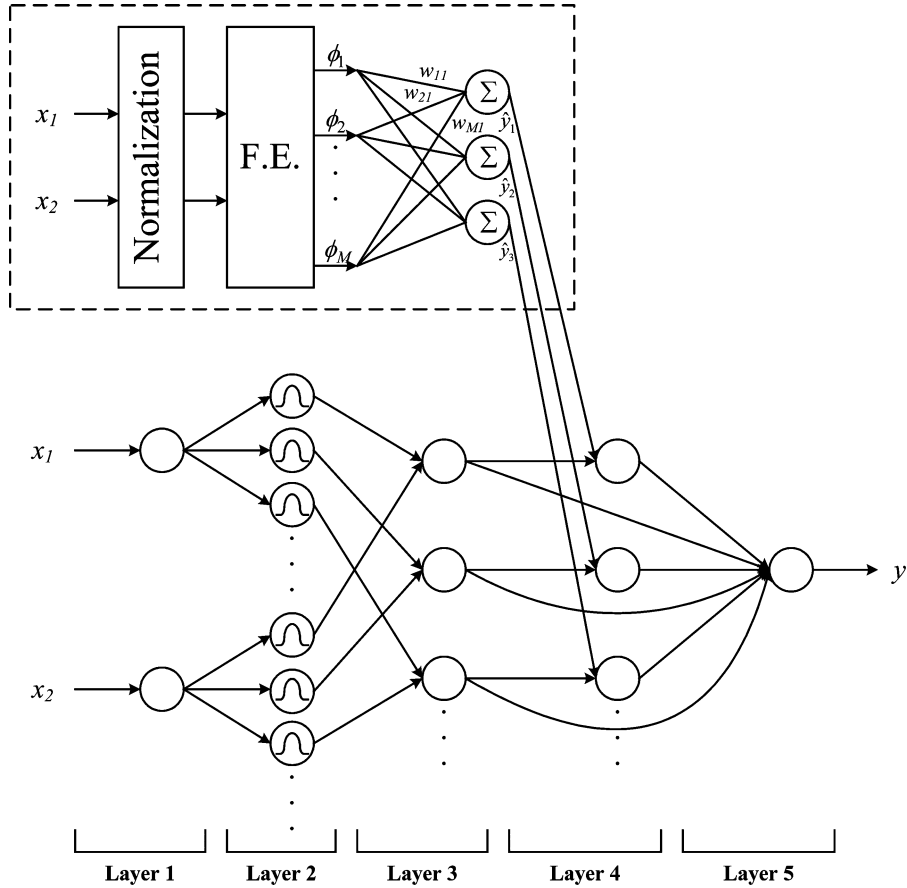 x1
x2
Normalization
F.E.
ϕ1
ϕ2
ϕM
w11
w21
wM1
Σ
Σ
Σ
ŷ1
ŷ2
ŷ3
x1
x2
y
Layer 1
Layer 2
Layer 3
Layer 4
Layer 5